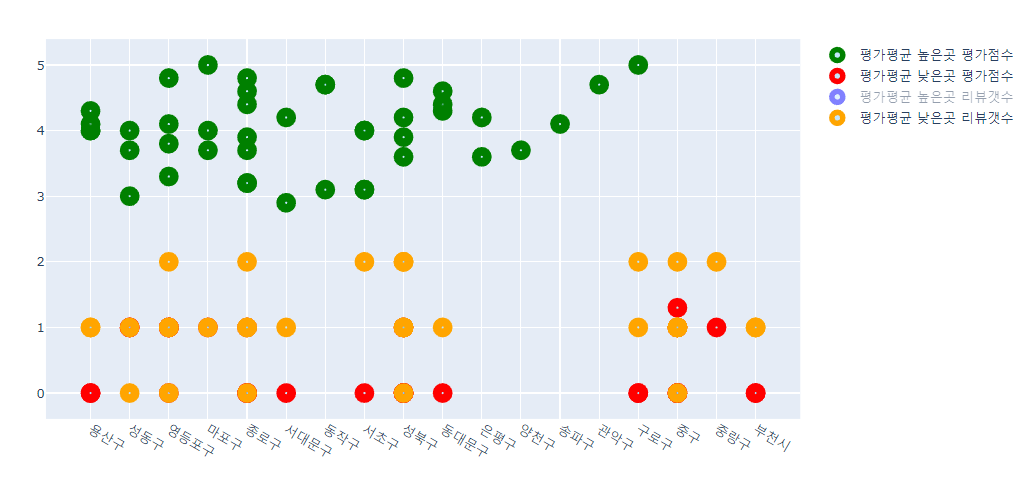 평가평균 높은곳 평가점수
평가평균 낮은곳 평가점수
평가평균 높은곳 리뷰갯수
평가평균 낮은곳 리뷰갯수
5
4
3
2
1
0
용산구
성동구
영등포구
마포구
종로구
서대문구
동작구
서초구
성북구
동대문구
은평구
양천구
송파구
관악구
구로구
중구
중랑구
부천시